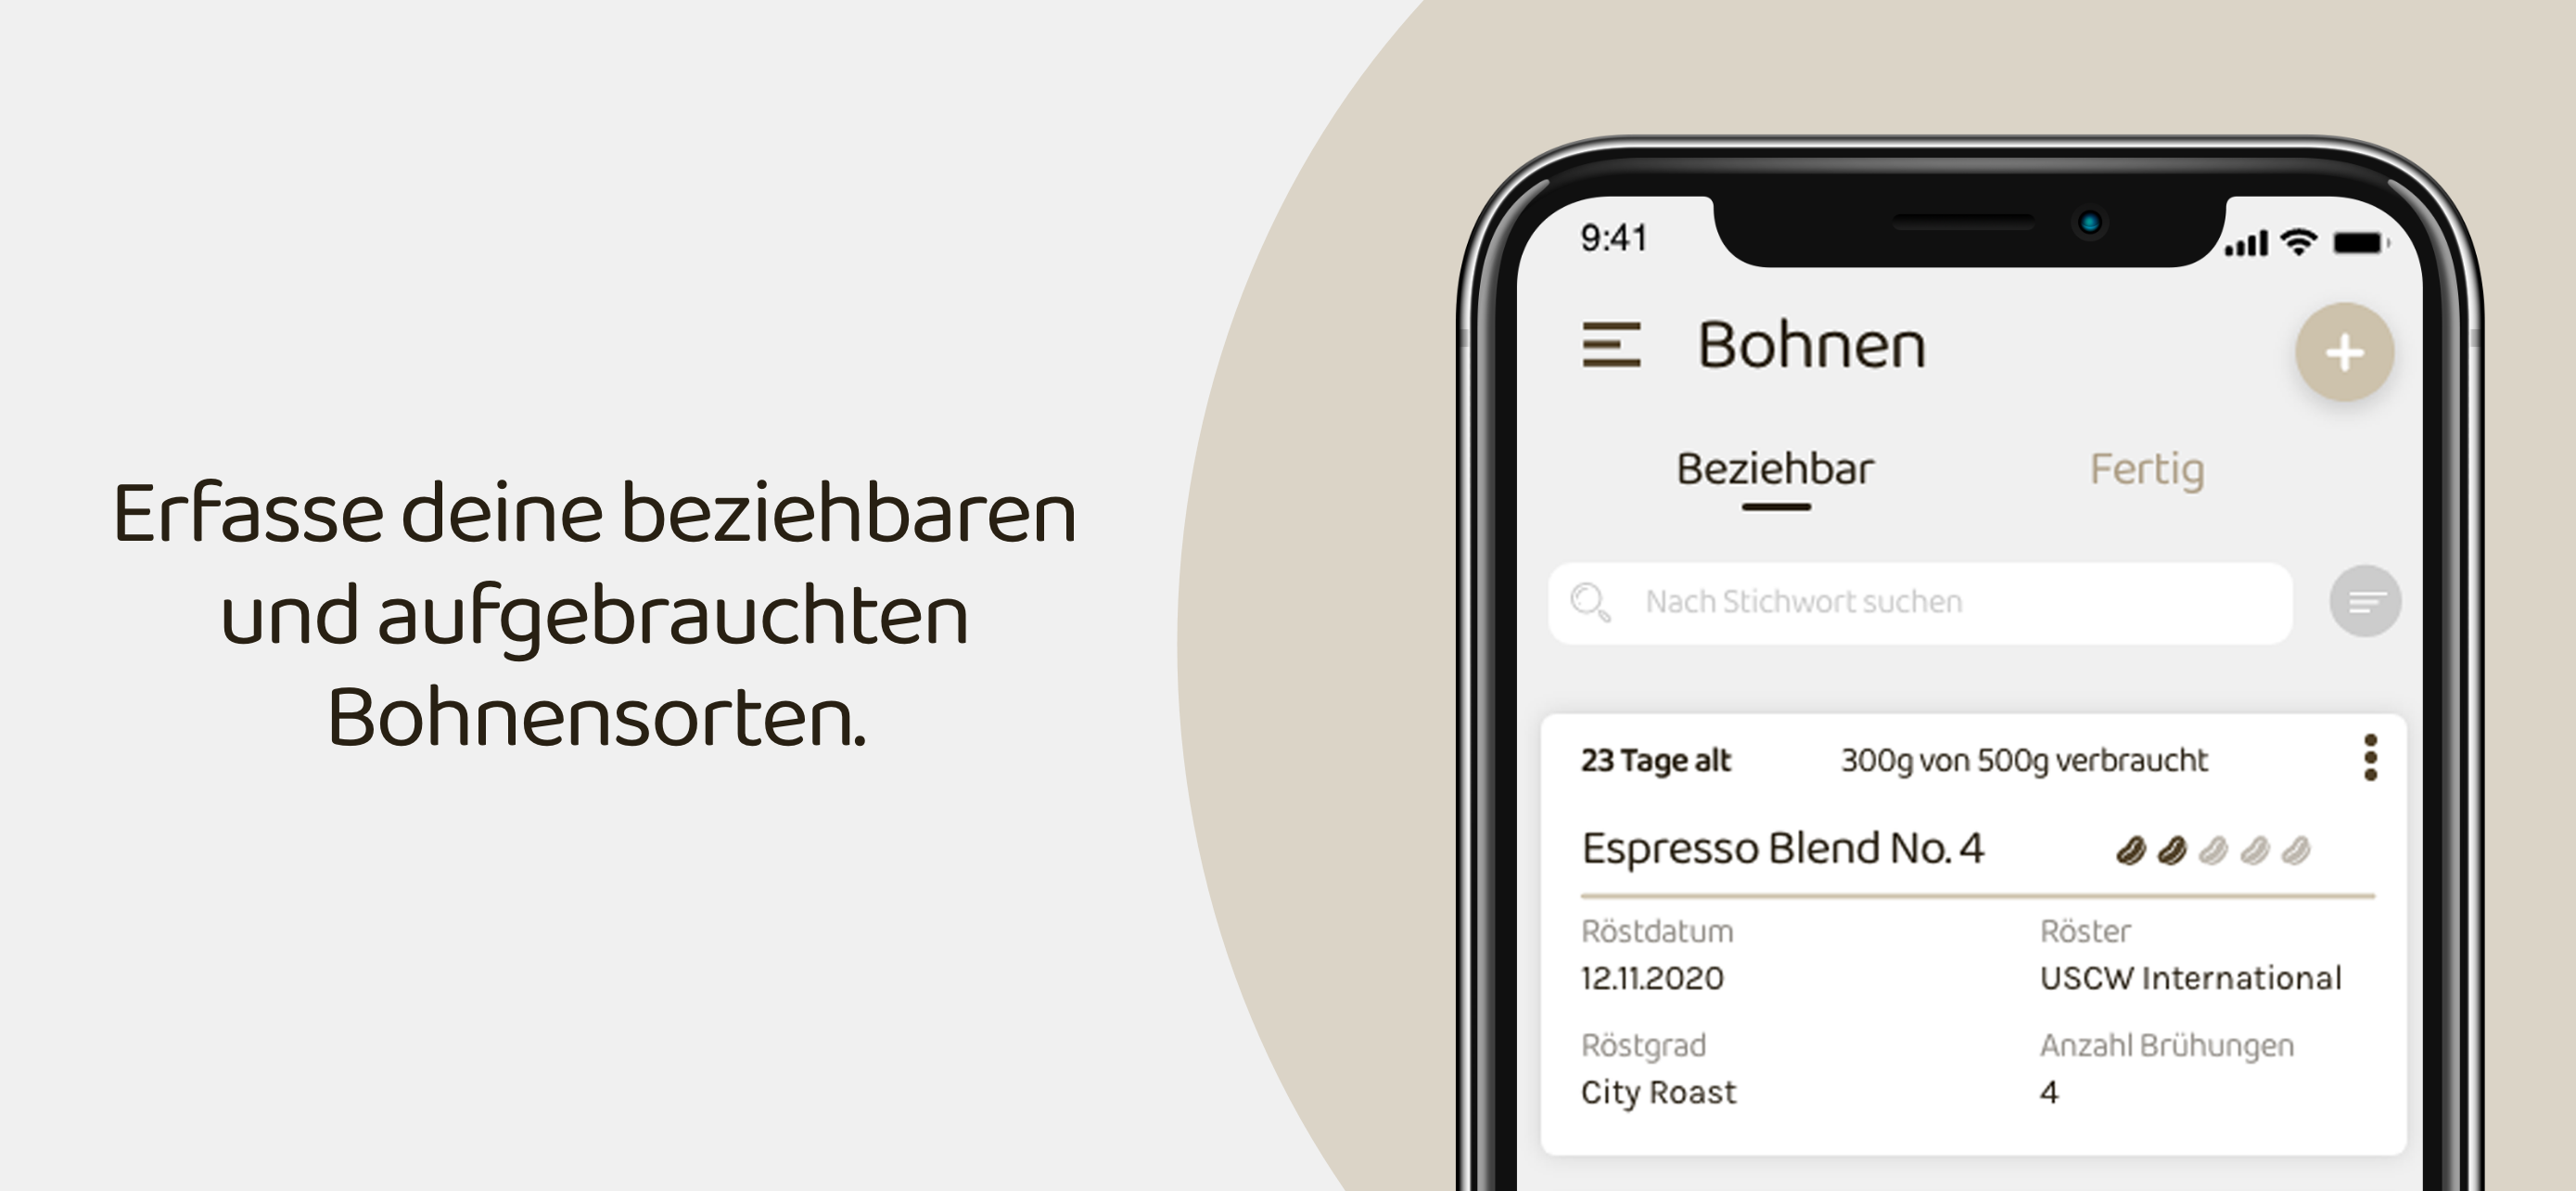 Erfasse deine beziehbaren
und aufgebrauchten
Bohnensorten.
9:41
Bohnen
Beziehbar Fertig
Nach Stichwort suchen
23 Tage alt 300g von 500g verbraucht
Espresso Blend No. 4
Röstdatum Röster
12.11.2020 USCW International
Röstgrad Anzahl Brühungen
City Roast 4